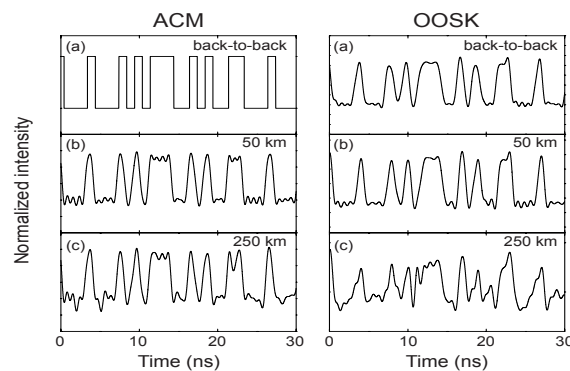 ACM
OOSK
(a) back-to-back
(a) back-to-back
(b) 50 km
(b) 50 km
(c) 250 km
(c) 250 km
Normalized intensity
0 10 20 30
0 10 20 30
Time (ns)
Time (ns)